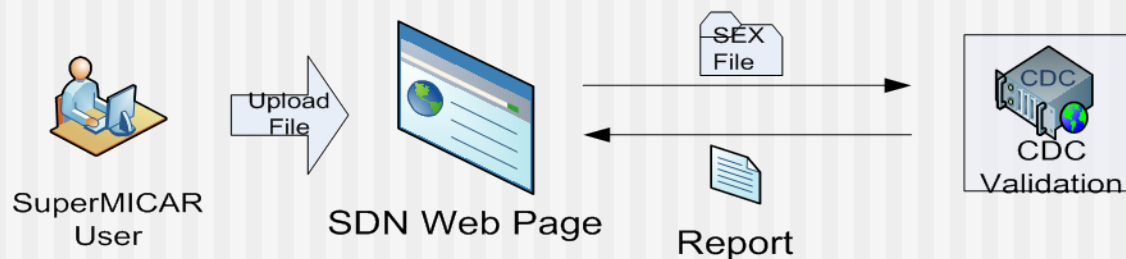 SuperMICAR
User
Upload
File
SDN Web Page
SEX
File
Report
CDC
CDC
Validation